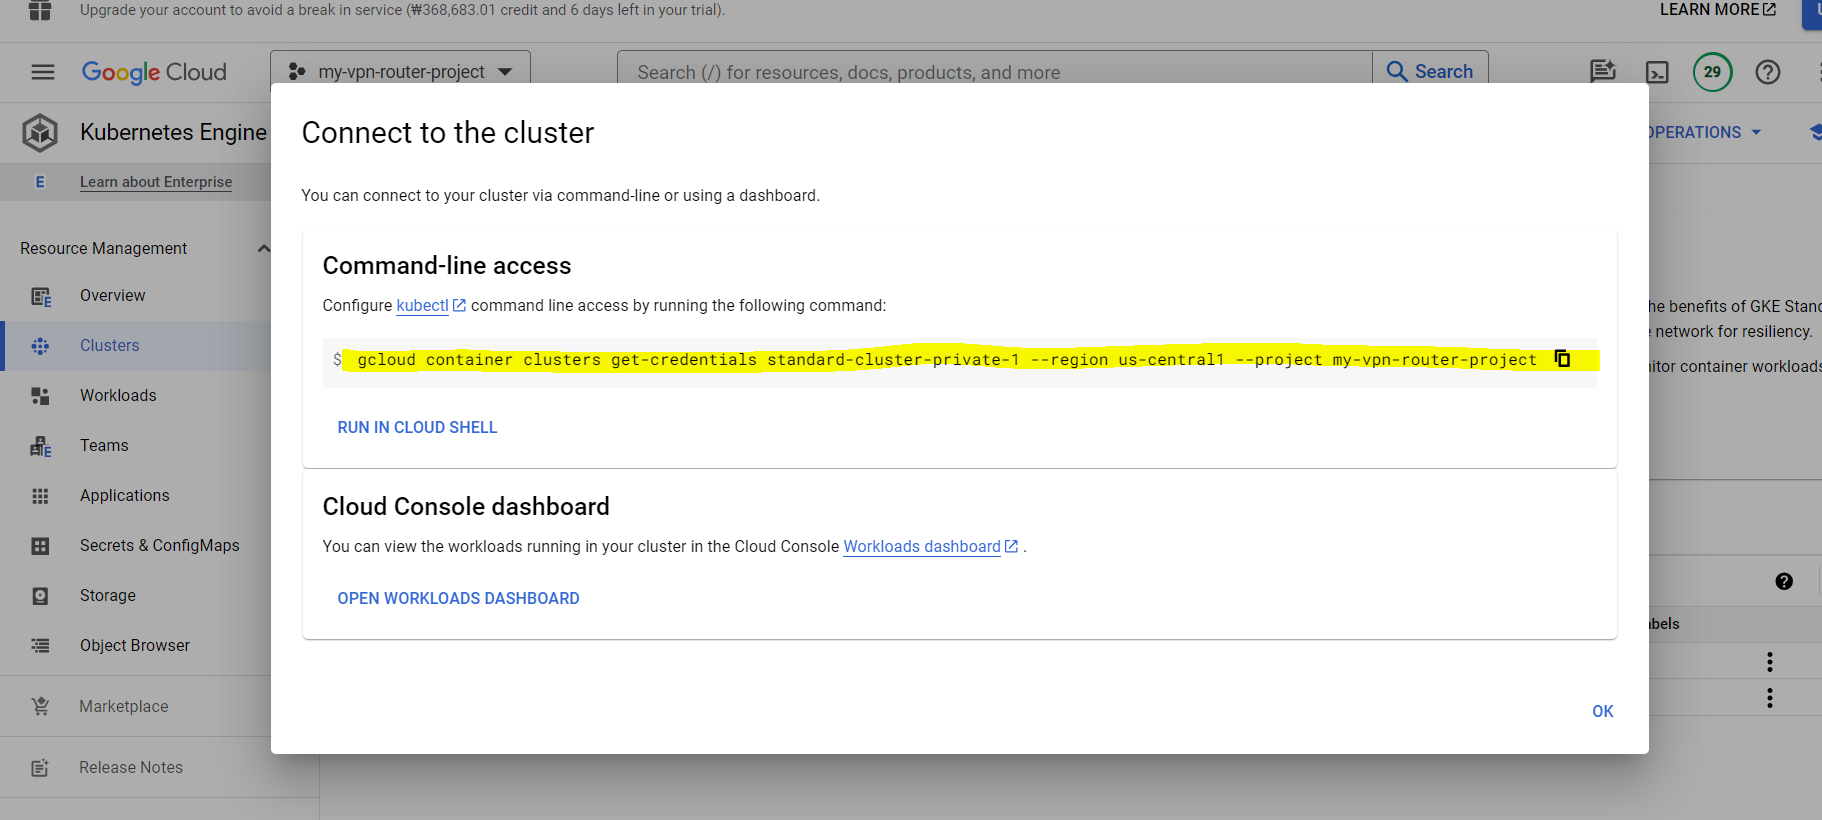 Upgrade your account to avoid a break in service (₩368,683.01 credit and 6 days left in your trial).
LEARN MORE
Google Cloud
my-vpn-router-project
Search (/) for resources, docs, products, and more
Search
29
Kubernetes Engine
OPERATIONS
E
Learn about Enterprise
Resource Management
Overview
Clusters
Workloads
Teams
Applications
Secrets & ConfigMaps
Storage
Object Browser
Marketplace
Release Notes
Connect to the cluster
You can connect to your cluster via command-line or using a dashboard.
Command-line access
Configure kubectl command line access by running the following command:
$ gcloud container clusters get-credentials standard-cluster-private-1 --region us-central1 --project my-vpn-router-project
RUN IN CLOUD SHELL
Cloud Console dashboard
You can view the workloads running in your cluster in the Cloud Console Workloads dashboard .
OPEN WORKLOADS DASHBOARD
OK
he benefits of GKE Stand
network for resiliency.
nitor container workloads
abels